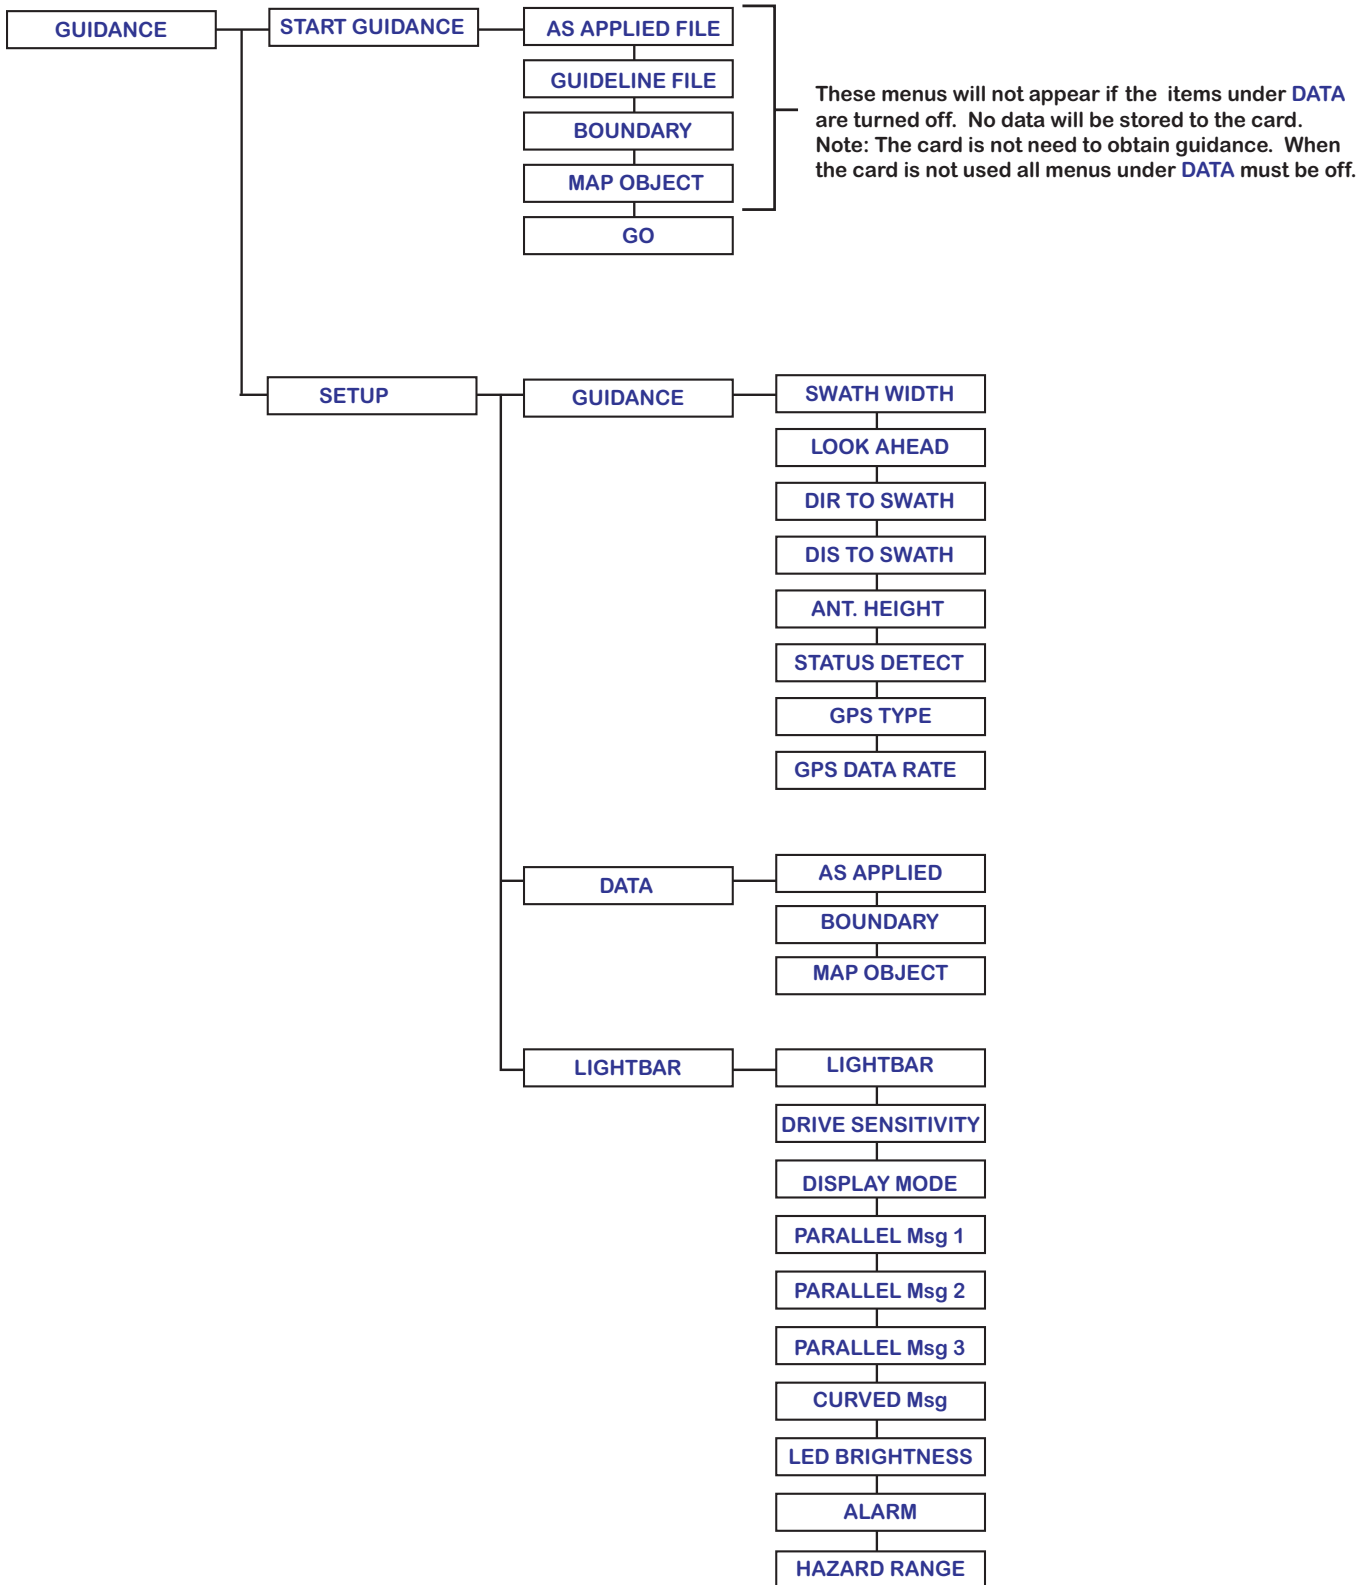 GUIDANCE
START GUIDANCE
AS APPLIED FILE
GUIDELINE FILE
BOUNDARY
MAP OBJECT
GO
These menus will not appear if the items under DATA
are turned off. No data will be stored to the card.
Note: The card is not need to obtain guidance. When
the card is not used all menus under DATA must be off.
SETUP
GUIDANCE
SWATH WIDTH
LOOK AHEAD
DIR TO SWATH
DIS TO SWATH
ANT. HEIGHT
STATUS DETECT
GPS TYPE
GPS DATA RATE
DATA
AS APPLIED
BOUNDARY
MAP OBJECT
LIGHTBAR
LIGHTBAR
DRIVE SENSITIVITY
DISPLAY MODE
PARALLEL Msg 1
PARALLEL Msg 2
PARALLEL Msg 3
CURVED Msg
LED BRIGHTNESS
ALARM
HAZARD RANGE